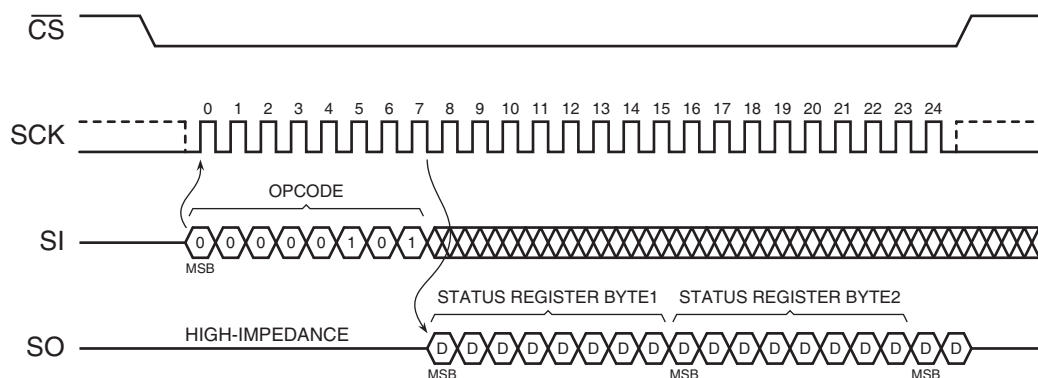 CS
0 1 2 3 4 5 6 7 8 9 10 11 12 13 14 15 16 17 18 19 20 21 22 23 24
SCK
OPCODE
SI 0 0 0 0 0 1 0 1
MSB
STATUS REGISTER BYTE1 STATUS REGISTER BYTE2
HIGH-IMPEDANCE
SO D D D D D D D D D D D D D D D D D D
MSB MSB MSB